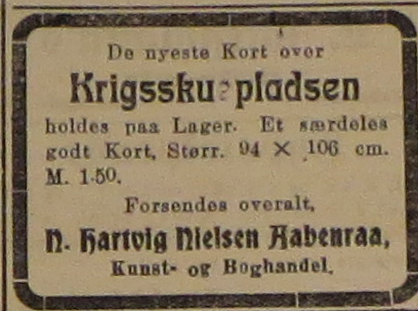 De nyeste Kort over
Krigsskuepladsen
holdes paa Lager. Et særdeles
godt Kort, Størr. 94 × 106 cm.
M. 1.50.
Forsendes overalt,
N. Hartvig Nielsen Aabenraa,
Kunst- og Boghandel.